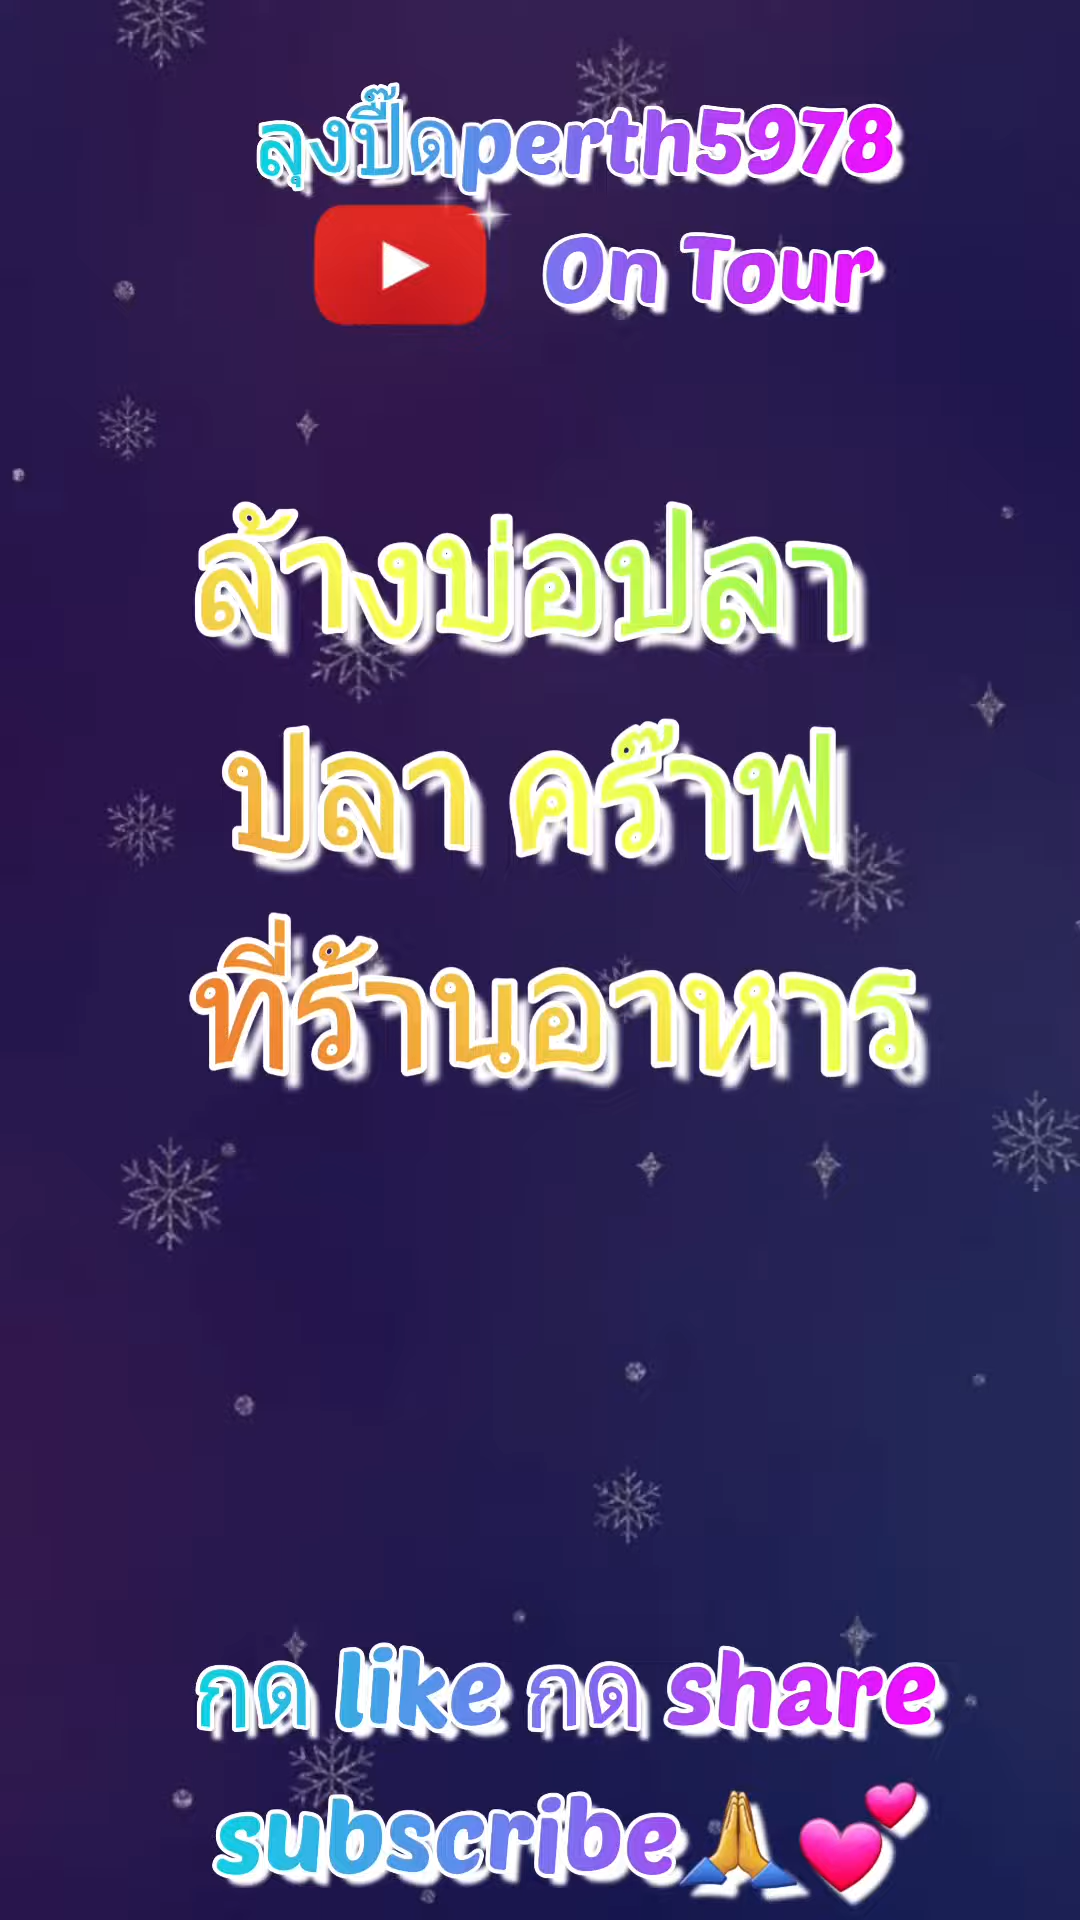 ลุงปี๊ดperth5978
On Tour
ล้างบ่อปลา
ปลา คร๊าฟ
ที่ร้านอาหาร
กด like กด share
subscribe🙏💕